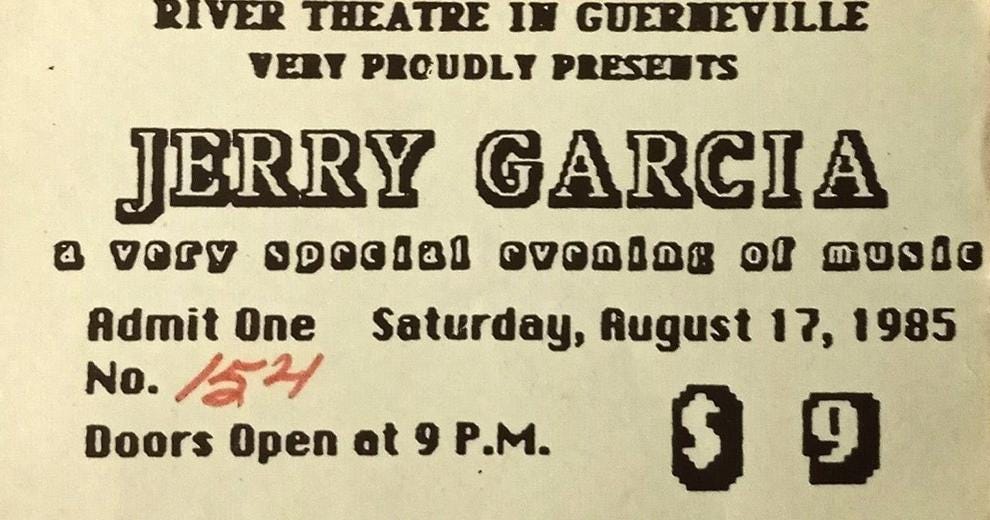 RIVER THEATRE IN GUERNEVILLE
VERY PROUDLY PRESENTS
JERRY GARCIA
a very special evening of music
Admit One Saturday, August 17, 1985
No. 154
Doors Open at 9 P.M.
$ 9